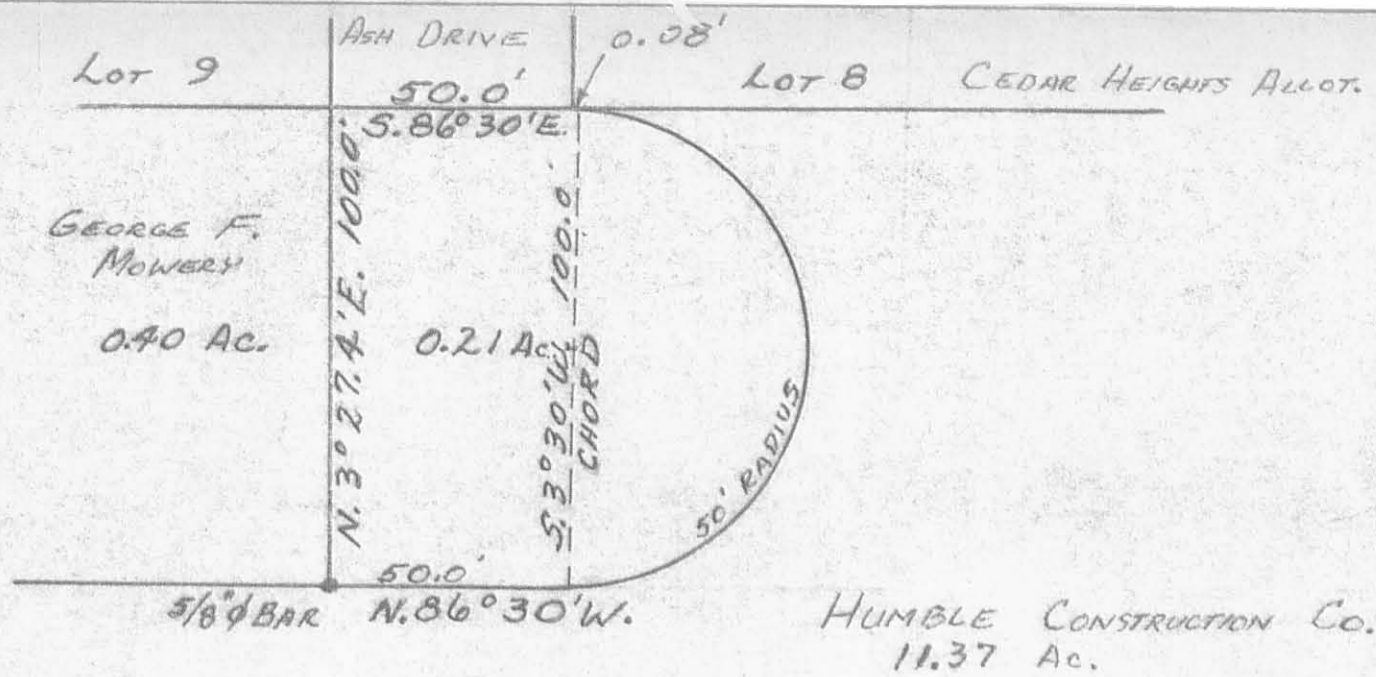 ASH DRIVE
0.08'
LOT 9
LOT 8
CEDAR HEIGHTS ALLOT.
50.0'
S. 86° 30' E.
N. 3° 27.4' E. 100.0'
GEORGE F.
MOWERY
0.40 AC.
0.21 AC.
S. 3° 30' W. 100.0'
CHORD
50' RADIUS
50.0'
5/8" ϕ BAR
N. 86° 30' W.
HUMBLE CONSTRUCTION CO.
11.37 AC.